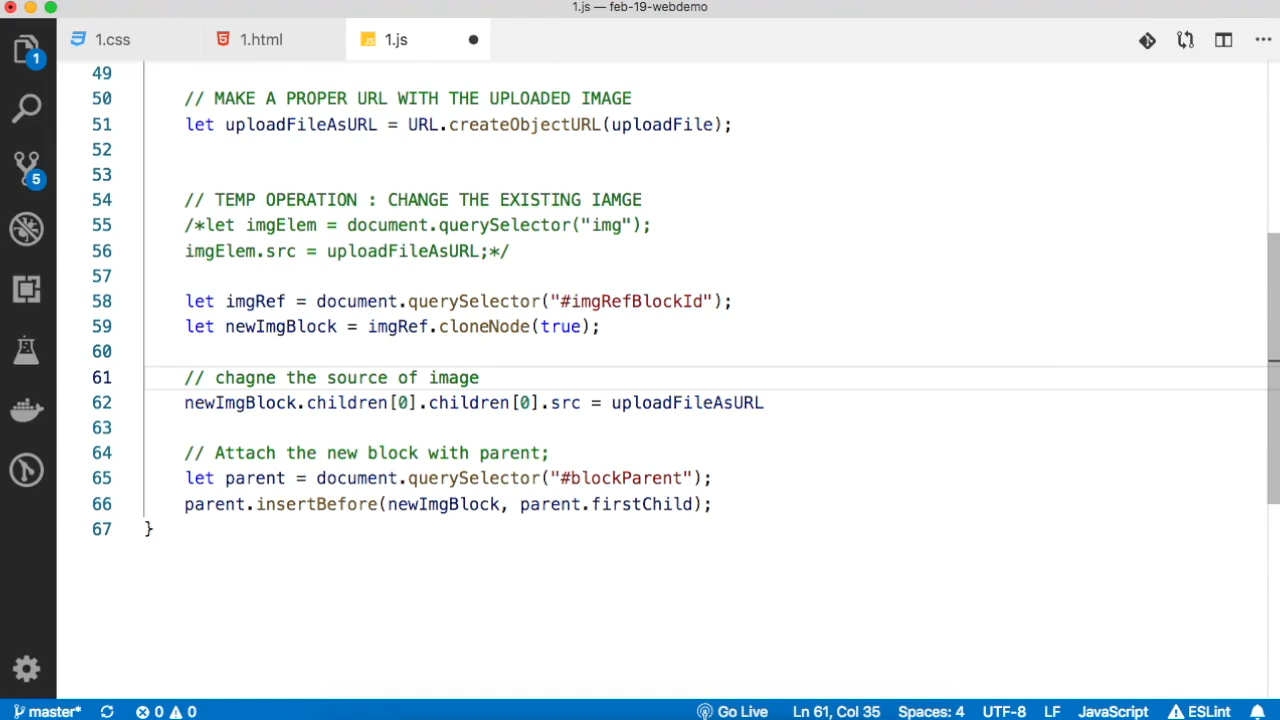 1.js — feb-19-webdemo
1.css
1.html
1.js
1
5
49
50 // MAKE A PROPER URL WITH THE UPLOADED IMAGE
51 let uploadFileAsURL = URL.createObjectURL(uploadFile);
52
53
54 // TEMP OPERATION : CHANGE THE EXISTING IAMGE
55 /*let imgElem = document.querySelector("img");
56 imgElem.src = uploadFileAsURL;*/
57
58 let imgRef = document.querySelector("#imgRefBlockId");
59 let newImgBlock = imgRef.cloneNode(true);
60
61 // chagne the source of image
62 newImgBlock.children[0].children[0].src = uploadFileAsURL
63
64 // Attach the new block with parent;
65 let parent = document.querySelector("#blockParent");
66 parent.insertBefore(newImgBlock, parent.firstChild);
67 }
master* 0 0 Go Live Ln 61, Col 35 Spaces: 4 UTF-8 LF JavaScript ESLint